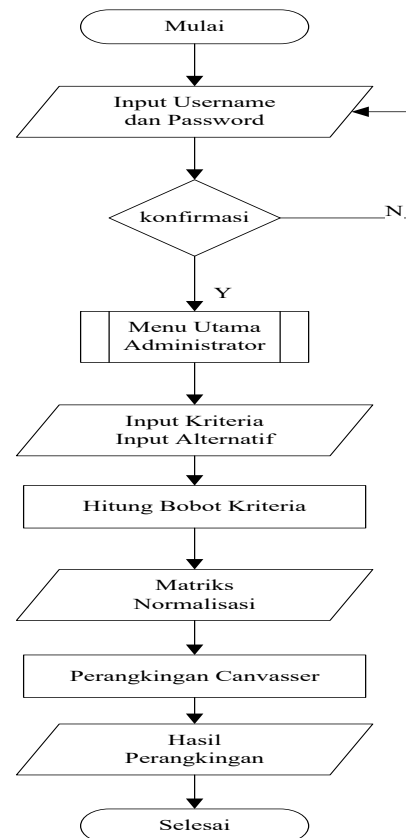 Mulai
Input Username
dan Password
konfirmasi
N
Y
Menu Utama
Administrator
Input Kriteria
Input Alternatif
Hitung Bobot Kriteria
Matriks
Normalisasi
Perangkingan Canvasser
Hasil
Perangkingan
Selesai